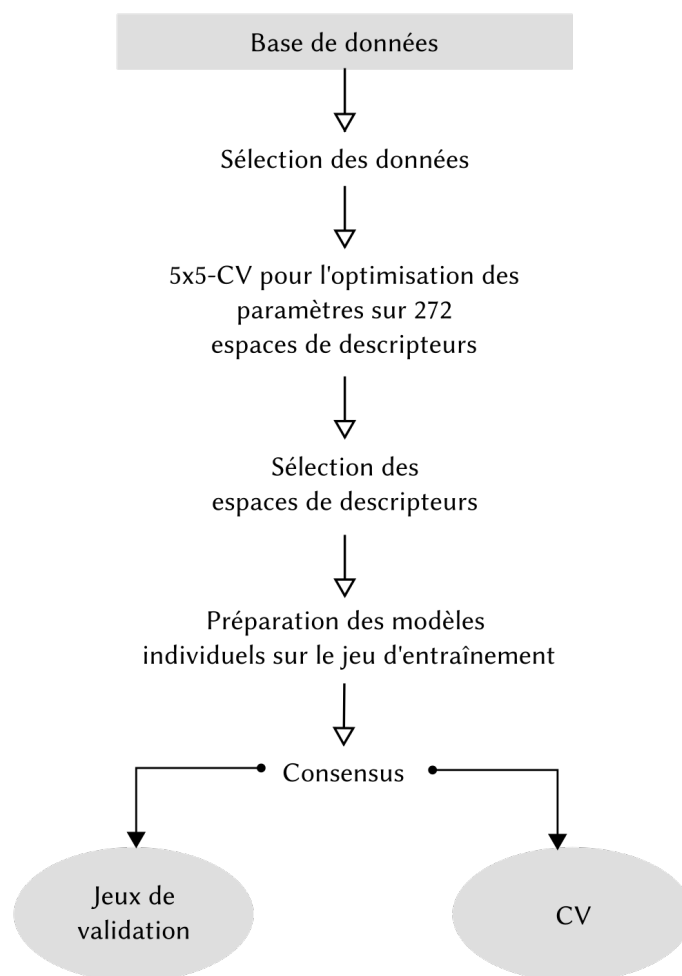 Base de données
Sélection des données
5x5-CV pour l'optimisation des
paramètres sur 272
espaces de descripteurs
Sélection des
espaces de descripteurs
Préparation des modèles
individuels sur le jeu d'entraînement
Consensus
Jeux de
validation
CV